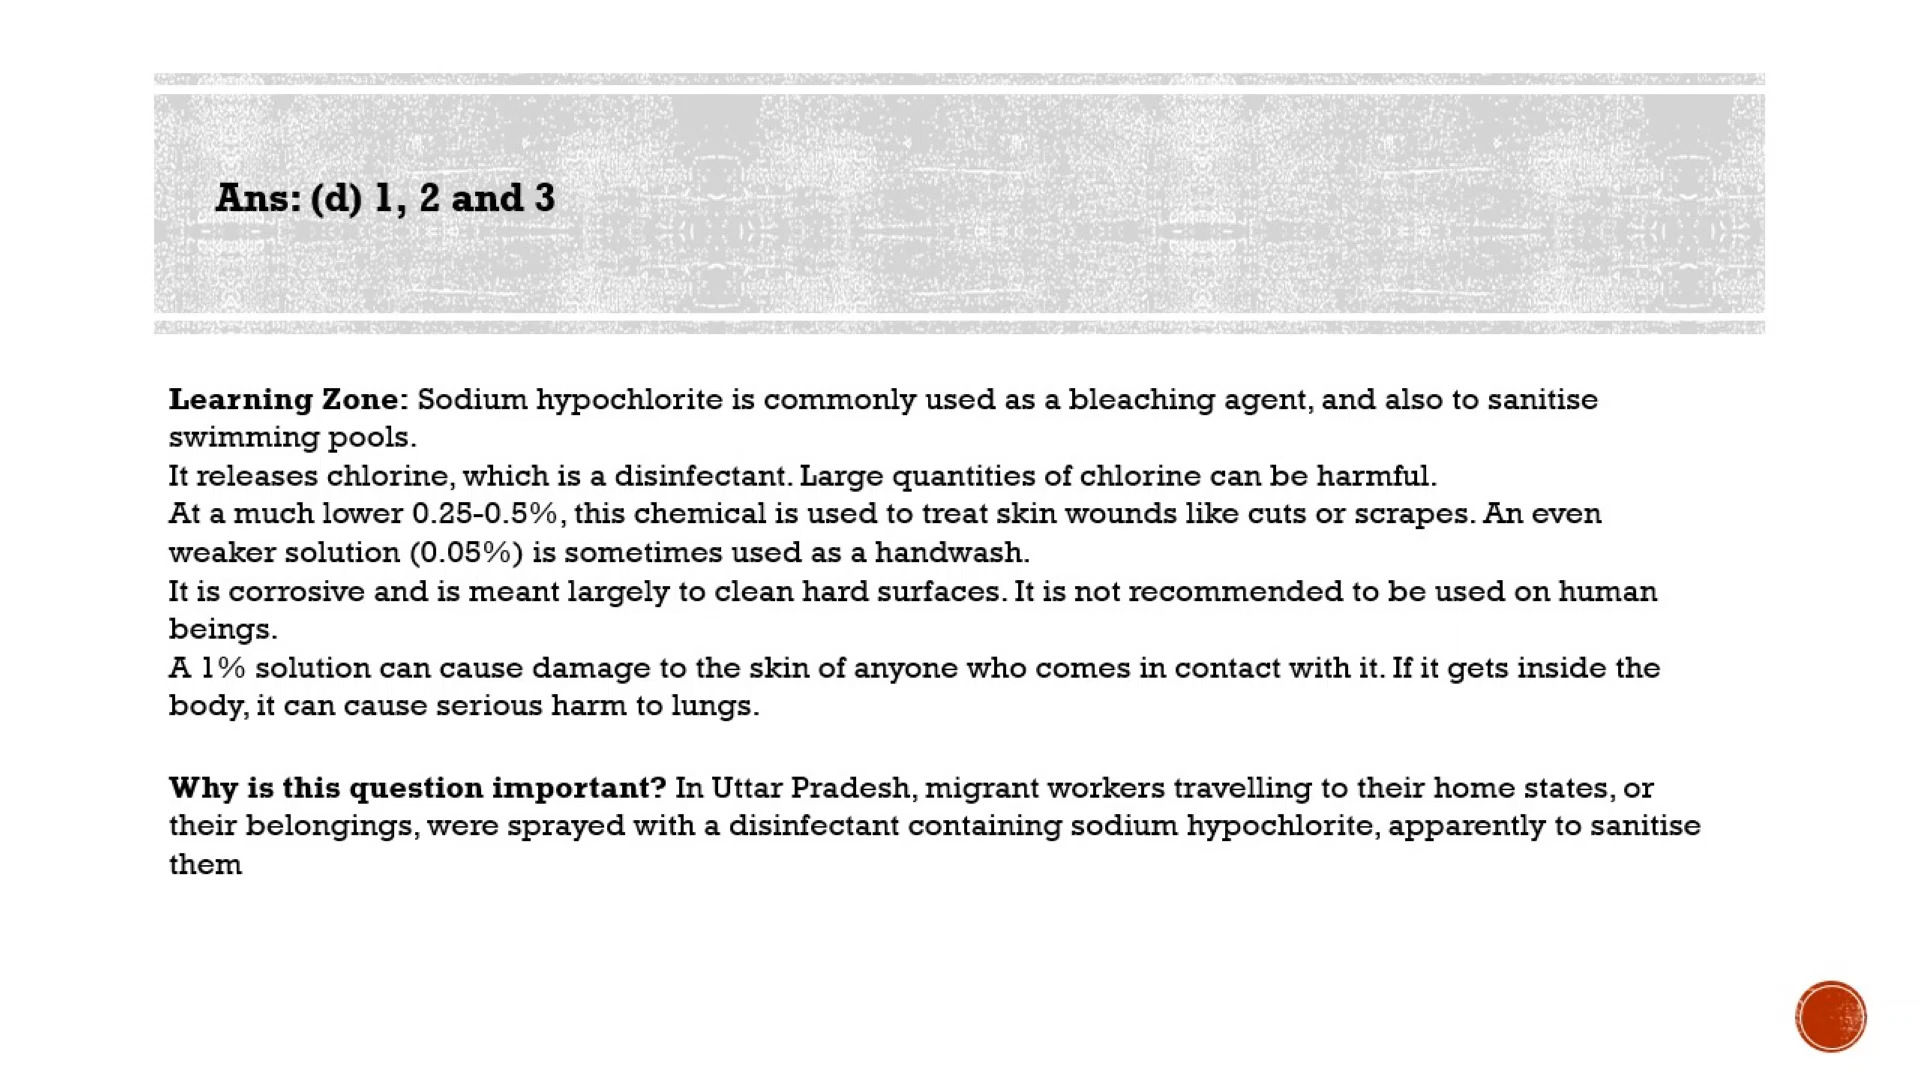 Ans: (d) 1, 2 and 3
Learning Zone: Sodium hypochlorite is commonly used as a bleaching agent, and also to sanitise
swimming pools.
It releases chlorine, which is a disinfectant. Large quantities of chlorine can be harmful.
At a much lower 0.25-0.5%, this chemical is used to treat skin wounds like cuts or scrapes. An even
weaker solution (0.05%) is sometimes used as a handwash.
It is corrosive and is meant largely to clean hard surfaces. It is not recommended to be used on human
beings.
A 1% solution can cause damage to the skin of anyone who comes in contact with it. If it gets inside the
body, it can cause serious harm to lungs.
Why is this question important? In Uttar Pradesh, migrant workers travelling to their home states, or
their belongings, were sprayed with a disinfectant containing sodium hypochlorite, apparently to sanitise
them